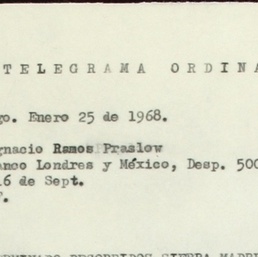 TELEGRAMA ORDINA
go. Enero 25 de 1968.
gnacio Ramos Praslow
anco Londres y México, Desp. 500
16 de Sept.